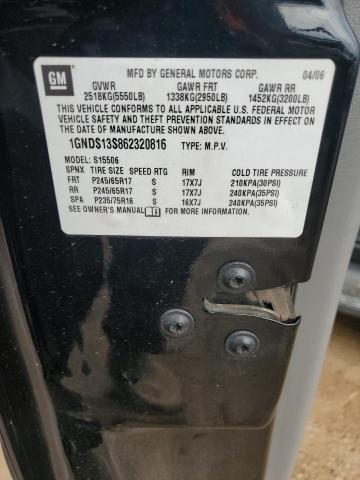 GM
MFD BY GENERAL MOTORS CORP. 04/06
GVWR GAWR FRT GAWR RR
2518KG(5550LB) 1338KG(2950LB) 1452KG(3200LB)
THIS VEHICLE CONFORMS TO ALL APPLICABLE U.S. FEDERAL MOTOR
VEHICLE SAFETY AND THEFT PREVENTION STANDARDS IN EFFECT ON
THE DATE OF MANUFACTURE SHOWN ABOVE.
1GNDS13S862320816 TYPE: M.P.V.
MODEL: S15506
SPNX TIRE SIZE SPEED RTG RIM COLD TIRE PRESSURE
FRT P245/65R17 S 17X7J 210KPA(30PSI)
RR P245/65R17 S 17X7J 240KPA(35PSI)
SPA P235/75R16 S 16X7J 240KPA(35PSI)
SEE OWNER'S MANUAL FOR MORE INFORMATION.